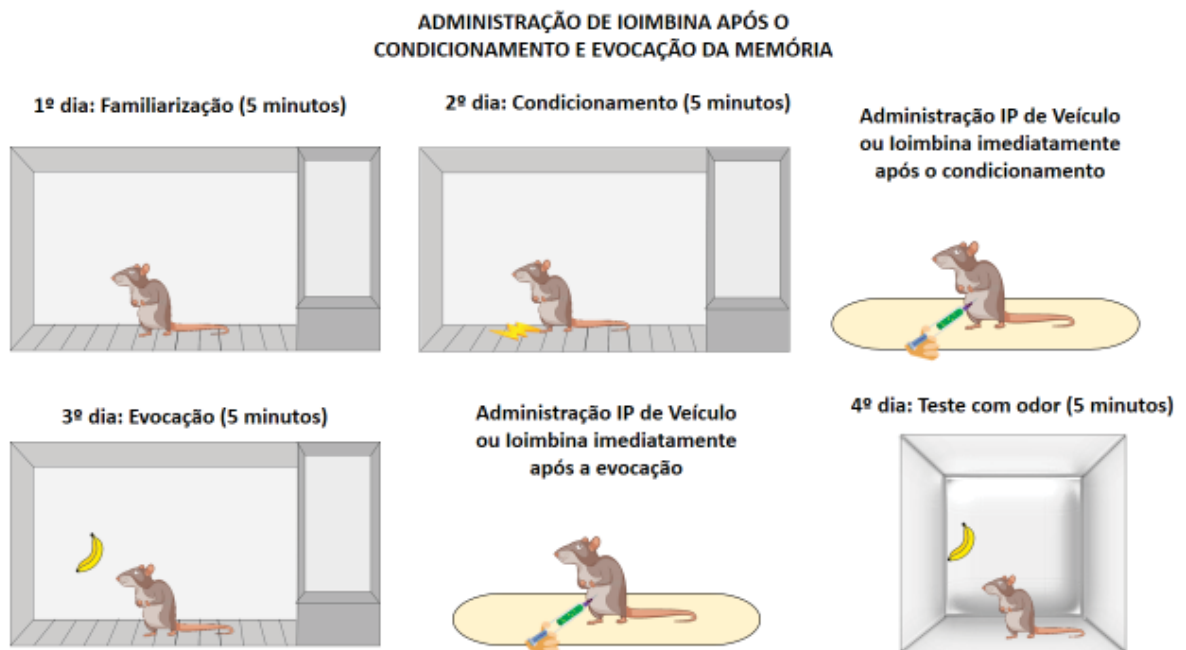 ADMINISTRAÇÃO DE IOIMBINA APÓS O
CONDICIONAMENTO E EVOCAÇÃO DA MEMÓRIA
1º dia: Familiarização (5 minutos)
2º dia: Condicionamento (5 minutos)
Administração IP de Veículo
ou Ioimbina imediatamente
após o condicionamento
3º dia: Evocação (5 minutos)
Administração IP de Veículo
ou Ioimbina imediatamente
após a evocação
4º dia: Teste com odor (5 minutos)